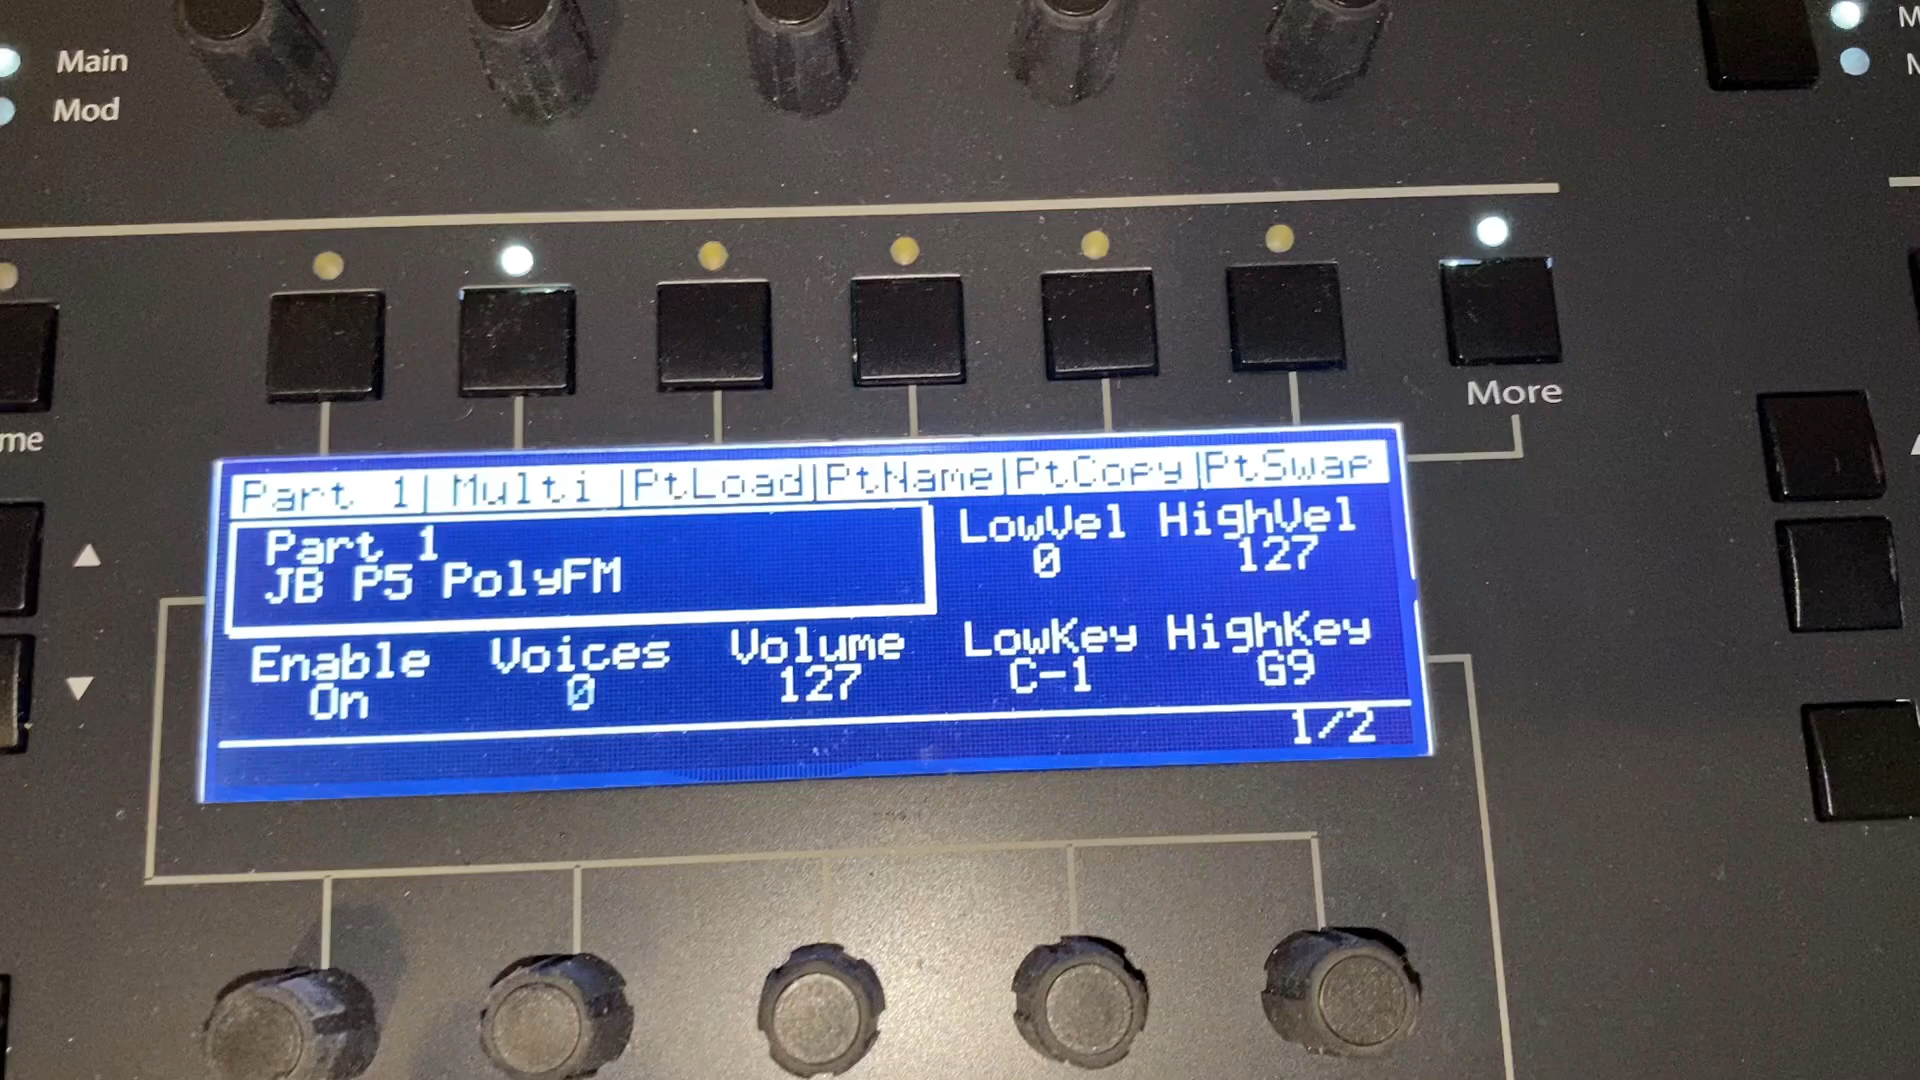 Main
Mod
More
Part 1| Multi |PtLoad|PtName|PtCopy|PtSwap
Part 1
JB P5 PolyFM
LowVel HighVel
0 127
Enable Voices Volume LowKey HighKey
On 0 127 C-1 G9
1/2